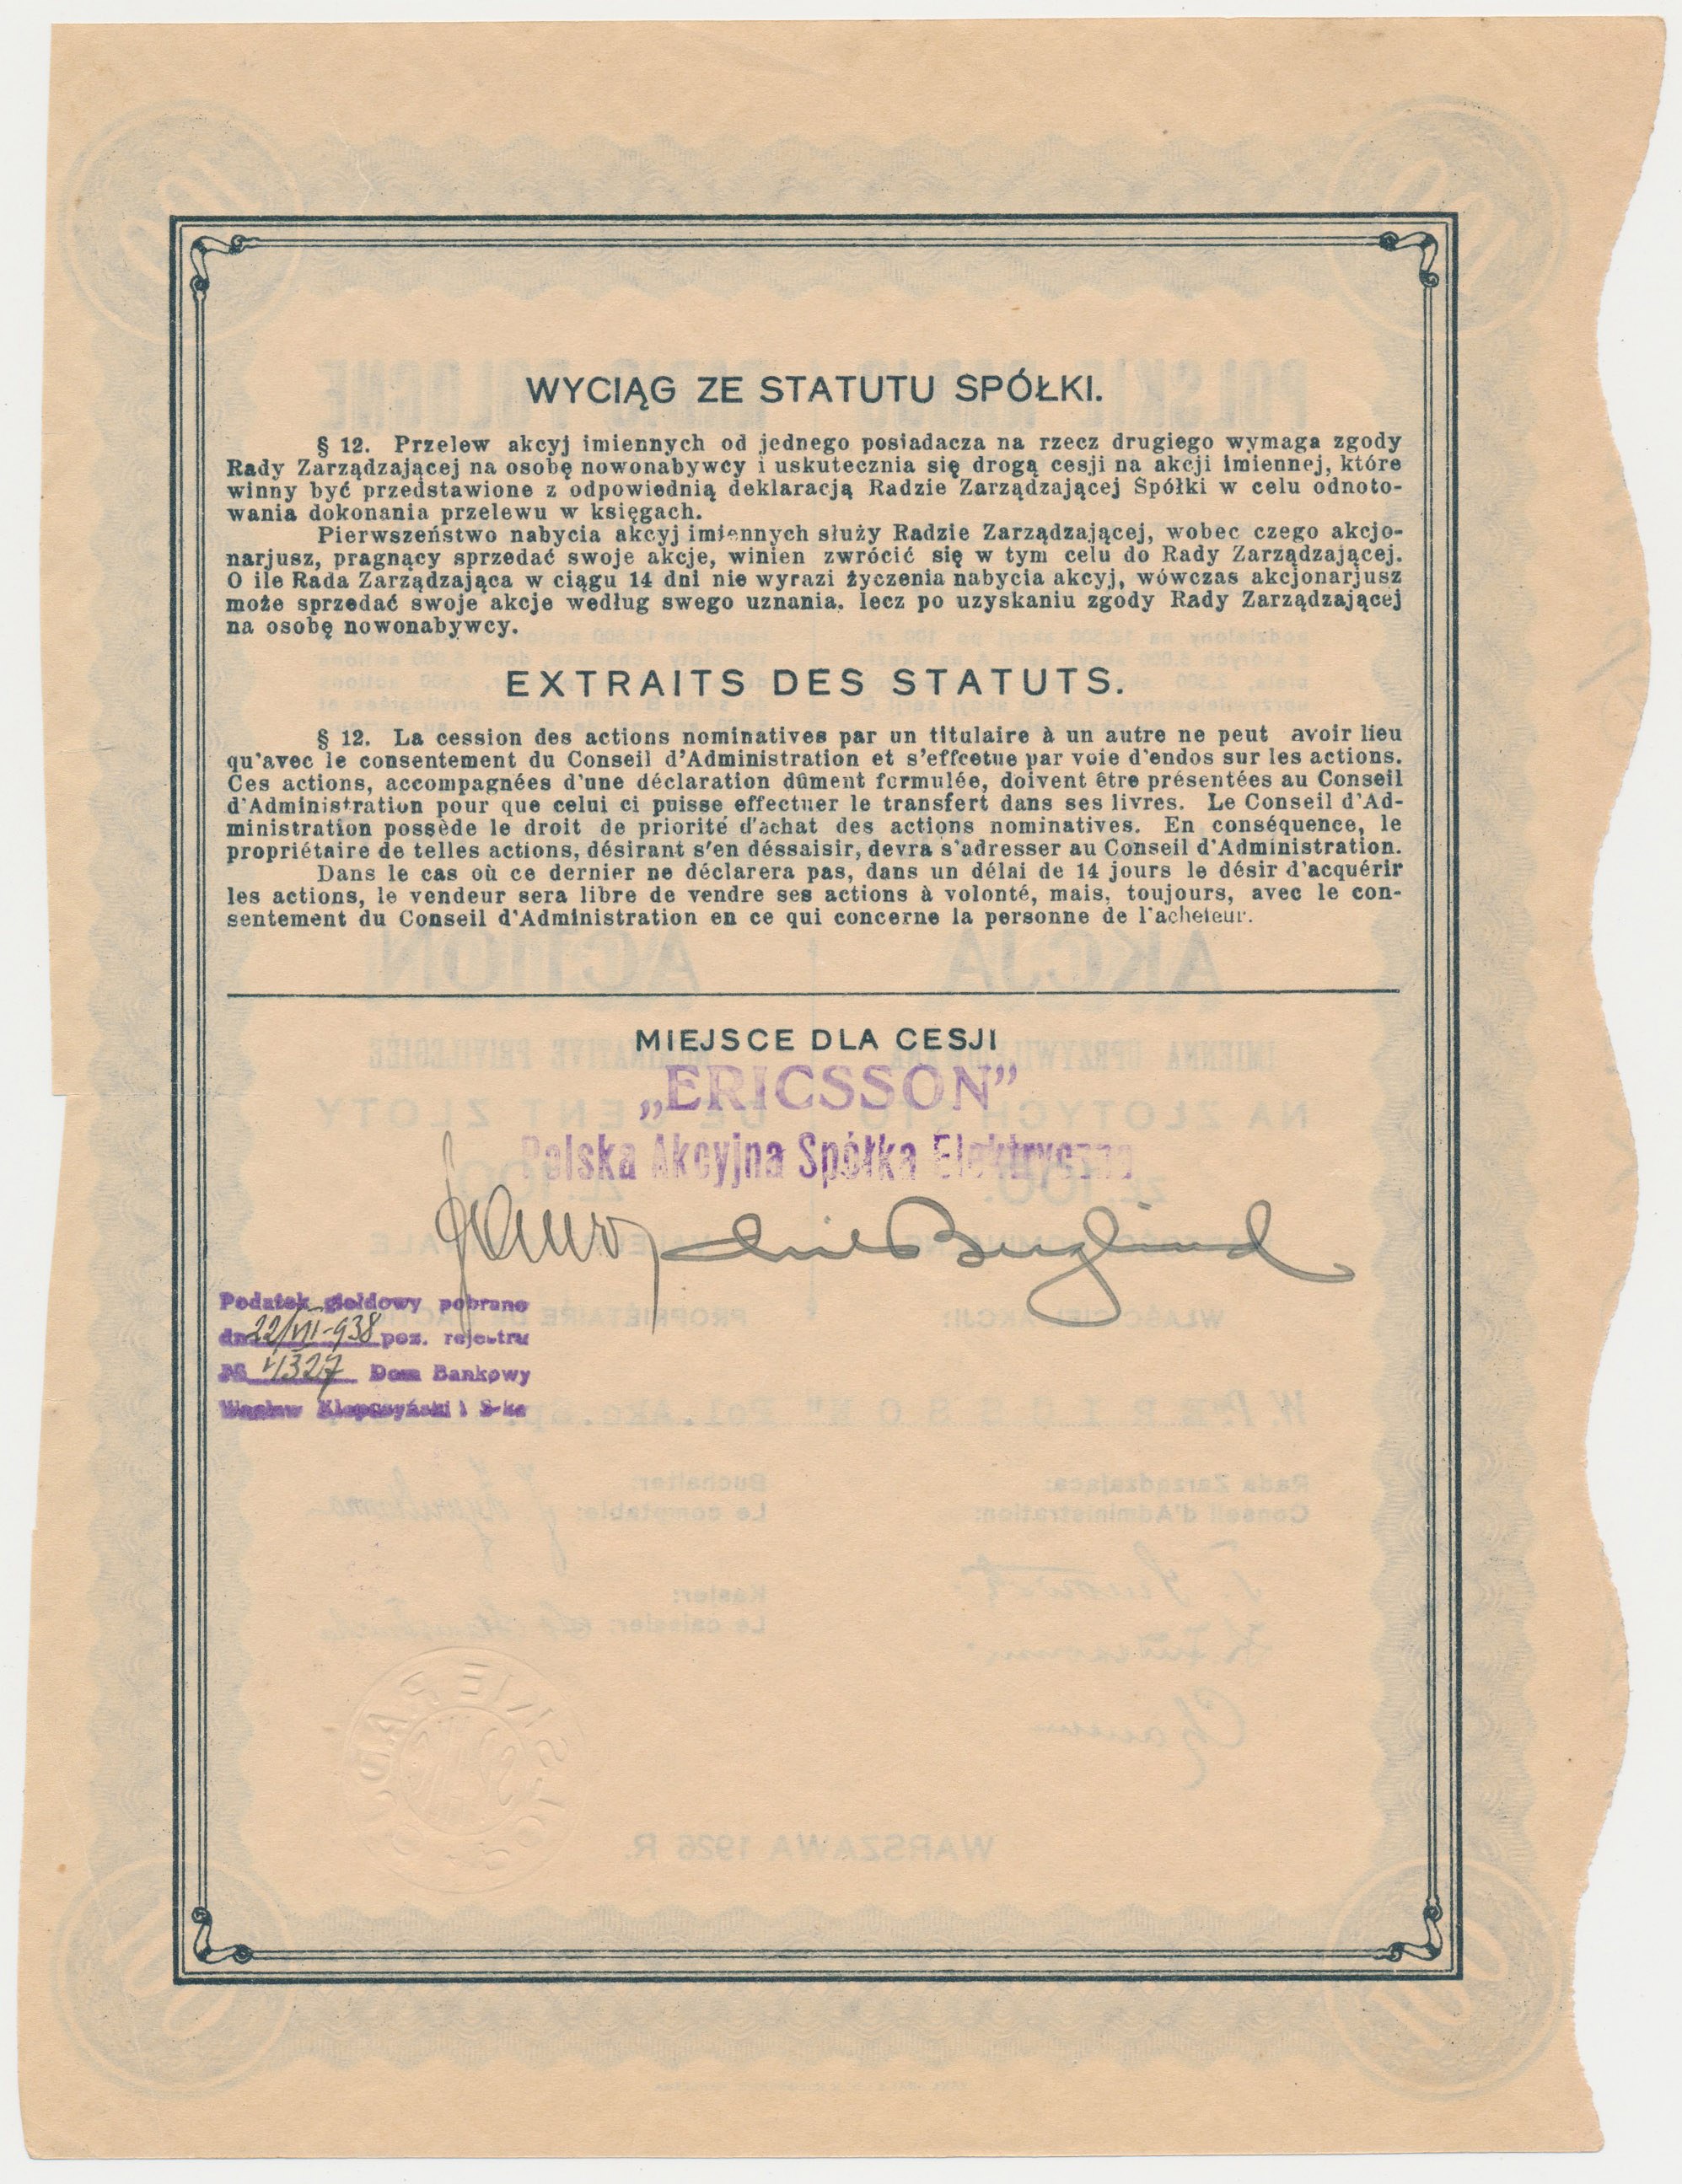 WYCIĄG ZE STATUTU SPÓŁKI.
§ 12. Przelew akcyj imiennych od jednego posiadacza na rzecz drugiego wymaga zgody
Rady Zarządzającej na osobę nowonabywcy i uskutecznia się drogą cesji na akcji imiennej, które
winny być przedstawione z odpowiednią deklaracją Radzie Zarządzającej Spółki w celu odnoto-
wania dokonania przelewu w księgach.
Pierwszeństwo nabycia akcyj imiennych służy Radzie Zarządzającej, wobec czego akcjo-
narjusz, pragnący sprzedać swoje akcje, winien zwrócić się w tym celu do Rady Zarządzającej.
O ile Rada Zarządzająca w ciągu 14 dni nie wyrazi życzenia nabycia akcyj, wówczas akcjonarjusz
może sprzedać swoje akcje według swego uznania. lecz po uzyskaniu zgody Rady Zarządzającej
na osobę nowonabywcy.
EXTRAITS DES STATUTS.
§ 12. La cession des actions nominatives par un titulaire à un autre ne peut avoir lieu
qu'avec le consentement du Conseil d'Administration et s'effcetue par voie d'endos sur les actions.
Ces actions, accompagnées d'une déclaration dûment formulée, doivent être présentées au Conseil
d'Administration pour que celui ci puisse effectuer le transfert dans ses livres. Le Conseil d'Ad-
ministration possède le droit de priorité d'achat des actions nominatives. En conséquence, le
propriétaire de telles actions, désirant s'en déssaisir, devra s'adresser au Conseil d'Administration.
Dans le cas où ce dernier ne déclarera pas, dans un délai de 14 jours le désir d'acquérir
les actions, le vendeur sera libre de vendre ses actions à volonté, mais, toujours, avec le con-
sentement du Conseil d'Administration en ce qui concerne la personne de l'acheteur.
MIEJSCE DLA CESJI
„ERICSSON”
Polska Akcyjna Spółka Elektryczna
Berglund
Podatek giełdowy pobrano
dn. 22/VII-938 poz. rejestru
№ 4327 Dom Bankowy
Wacław Klepczyński i S-ka